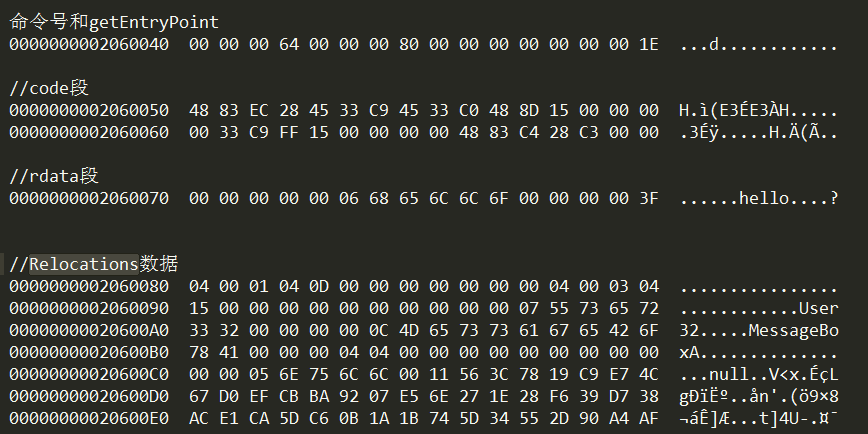 命令号和getEntryPoint
0000000002060040  00 00 00 64 00 00 00 80 00 00 00 00 00 00 00 1E  ...d............
//code段
0000000002060050  48 83 EC 28 45 33 C9 45 33 C0 48 8D 15 00 00 00  H.ì(E3ÉE3ÀH.....
0000000002060060  00 33 C9 FF 15 00 00 00 00 48 83 C4 28 C3 00 00  .3Éÿ.....H.Ä(Ã..
//rdata段
0000000002060070  00 00 00 00 00 06 68 65 6C 6C 6F 00 00 00 00 3F  ......hello....?
//Relocations数据
0000000002060080  04 00 01 04 0D 00 00 00 00 00 00 00 04 00 03 04  ................
0000000002060090  15 00 00 00 00 00 00 00 00 00 00 07 55 73 65 72  ............User
00000000020600A0  33 32 00 00 00 00 0C 4D 65 73 73 61 67 65 42 6F  32.....MessageBo
00000000020600B0  78 41 00 00 00 04 04 00 00 00 00 00 00 00 00 00  xA..............
00000000020600C0  00 00 05 6E 75 6C 6C 00 11 56 3C 78 19 C9 E7 4C  ...null..V<x.ÉçL
00000000020600D0  67 D0 EF CB BA 92 07 E5 6E 27 1E 28 F6 39 D7 38  gÐïËº..ån'.(ö9×8
00000000020600E0  AC E1 CA 5D C6 0B 1A 1B 74 5D 34 55 2D 90 A4 AF  ¬áÊ]Æ...t]4U-.¤¯